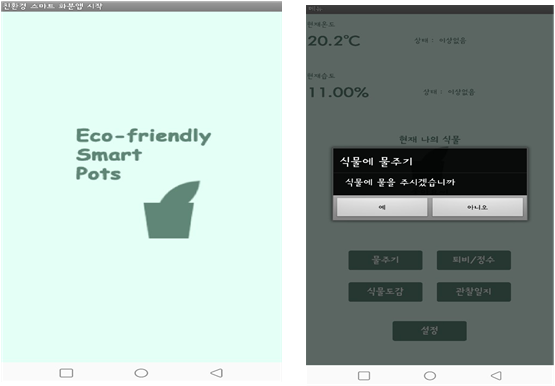 친환경 스마트 화분앱 시작
Eco-friendly
Smart
Pots
메뉴
현재온도
20.2℃
상태 : 이상없음
현재습도
11.00%
상태 : 이상없음
현재 나의 식물
식물에 물주기
식물에 물을 주시겠습니까
예
아니오
물주기
퇴비/정수
식물도감
관찰일지
설정